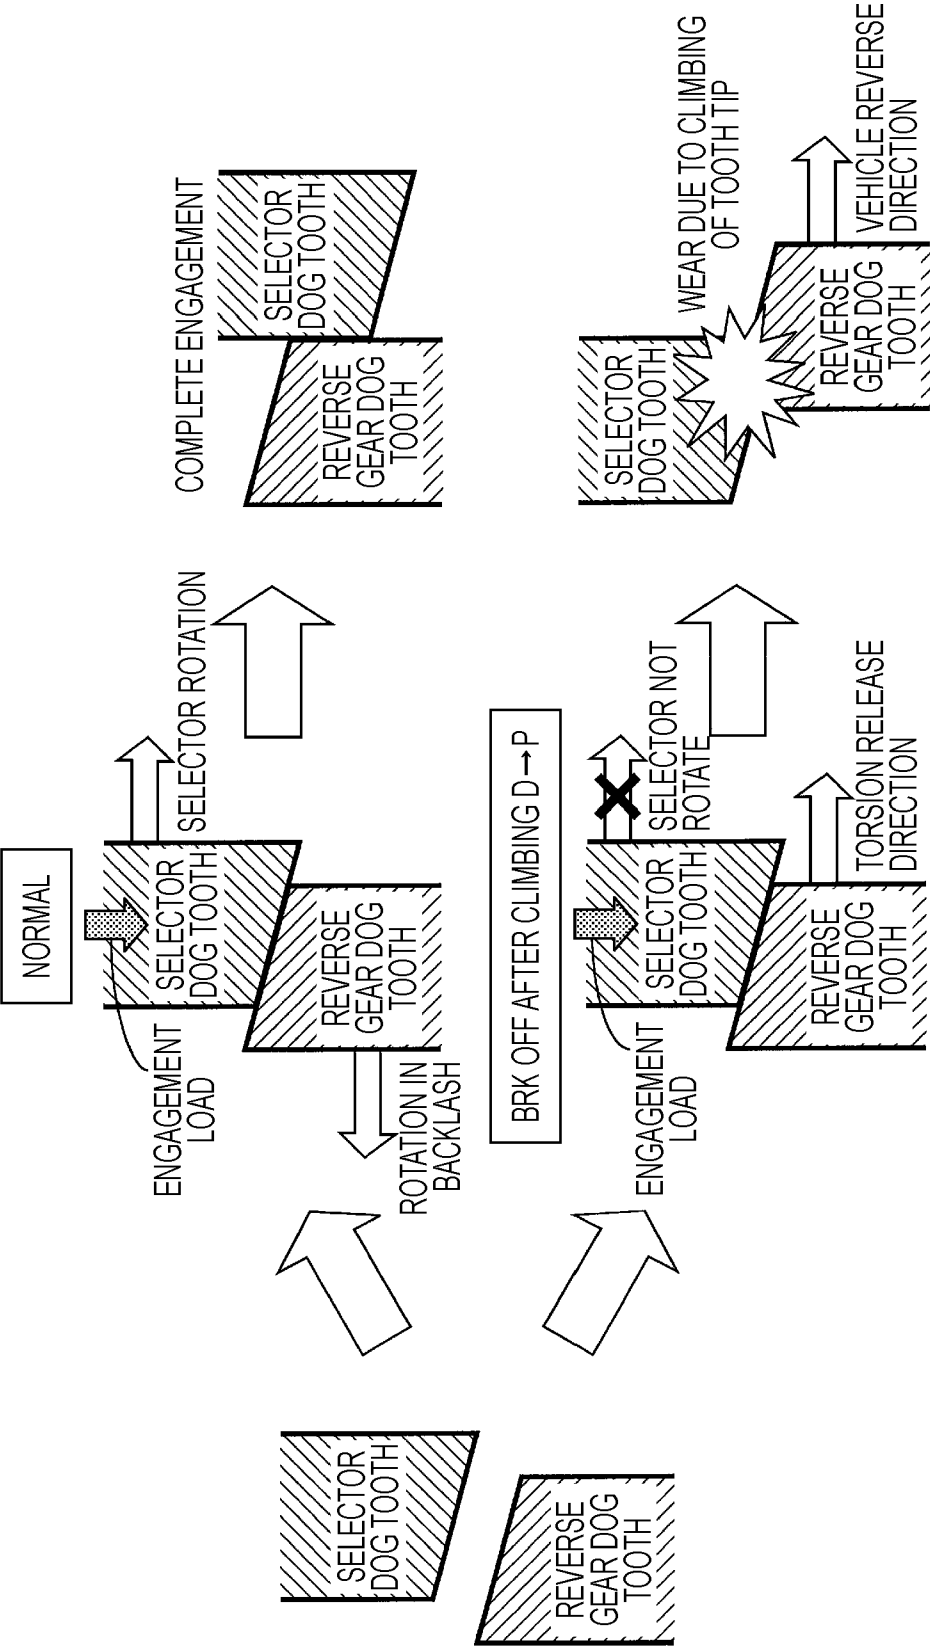 SELECTOR
DOG TOOTH
REVERSE
GEAR DOG
TOOTH
NORMAL
ENGAGEMENT
LOAD
SELECTOR
DOG TOOTH
SELECTOR ROTATION
REVERSE
GEAR DOG
TOOTH
ROTATION IN
BACKLASH
COMPLETE ENGAGEMENT
SELECTOR
DOG TOOTH
REVERSE
GEAR DOG
TOOTH
BRK OFF AFTER CLIMBING D→P
ENGAGEMENT
LOAD
SELECTOR
DOG TOOTH
SELECTOR NOT
ROTATE
REVERSE
GEAR DOG
TOOTH
TORSION RELEASE
DIRECTION
SELECTOR
DOG TOOTH
WEAR DUE TO CLIMBING
OF TOOTH TIP
REVERSE
GEAR DOG
TOOTH
VEHICLE REVERSE
DIRECTION